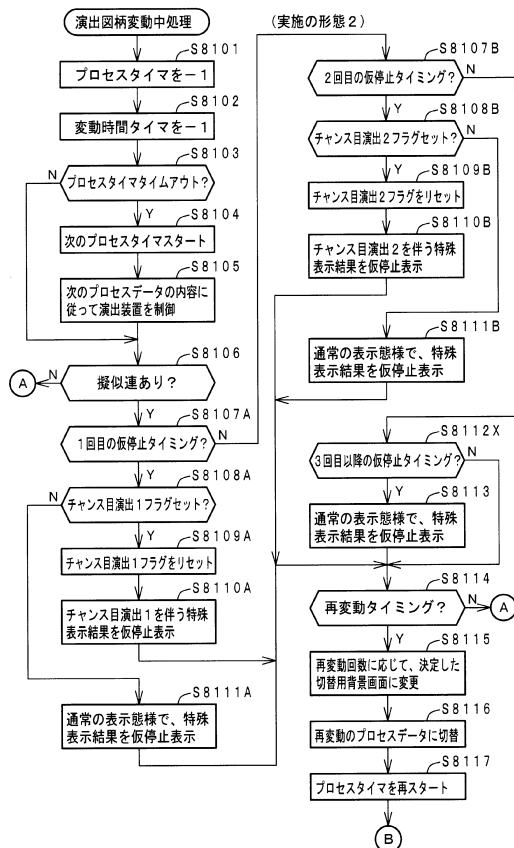 演出図柄変動中処理
S8101
プロセスタイマを−1
S8102
変動時間タイマを−1
S8103
N
プロセスタイマタイムアウト？
Y
S8104
次のプロセスタイマスタート
S8105
次のプロセスデータの内容に
従って演出装置を制御
S8106
A
N
擬似連あり？
Y
S8107A
1回目の仮停止タイミング？
N
Y
S8108A
N
チャンス目演出1フラグセット？
Y
S8109A
チャンス目演出1フラグをリセット
S8110A
チャンス目演出1を伴う特殊
表示結果を仮停止表示
S8111A
通常の表示態様で、特殊
表示結果を仮停止表示
(実施の形態2)
S8107B
2回目の仮停止タイミング？
N
Y
S8108B
チャンス目演出2フラグセット？
N
Y
S8109B
チャンス目演出2フラグをリセット
S8110B
チャンス目演出2を伴う特殊
表示結果を仮停止表示
S8111B
通常の表示態様で、特殊
表示結果を仮停止表示
S8112X
3回目以降の仮停止タイミング？
N
Y
S8113
通常の表示態様で、特殊
表示結果を仮停止表示
S8114
再変動タイミング？
N
A
Y
S8115
再変動回数に応じて、決定した
切替用背景画面に変更
S8116
再変動のプロセスデータに切替
S8117
プロセスタイマを再スタート
B